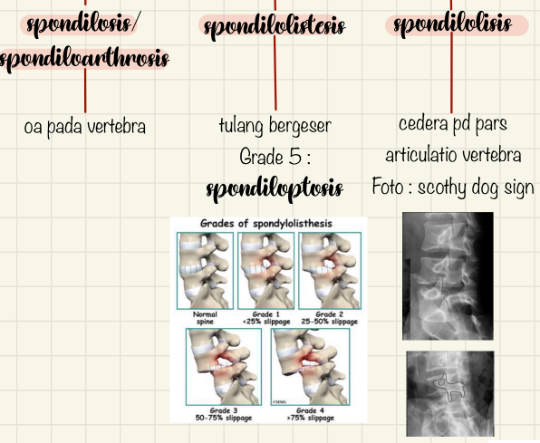 spondilosis/
spondiloarthrosis
oa pada vertebra
spondilolistesis
tulang bergeser
Grade 5 :
spondiloptosis
Grades of spondylolisthesis
Normal
spine
Grade 1
<25% slippage
Grade 2
25-50% slippage
Grade 3
50-75% slippage
Grade 4
>75% slippage
spondilolisis
cedera pd pars
articulatio vertebra
Foto : scothy dog sign